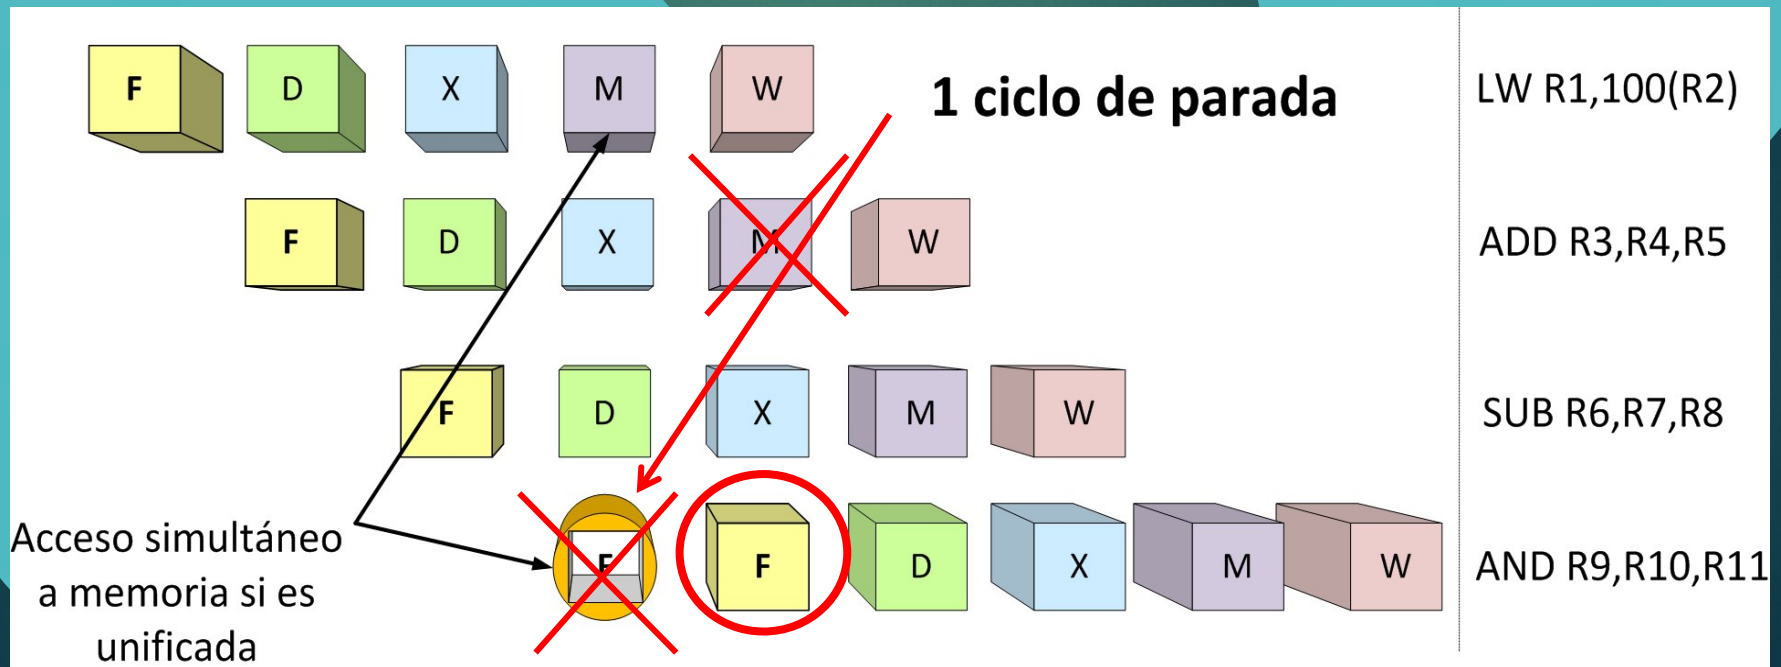 F D X M W 1 ciclo de parada LW R1,100(R2)
F D X M W ADD R3,R4,R5
F D X M W SUB R6,R7,R8
F F D X M W AND R9,R10,R11
Acceso simultáneo
a memoria si es
unificada